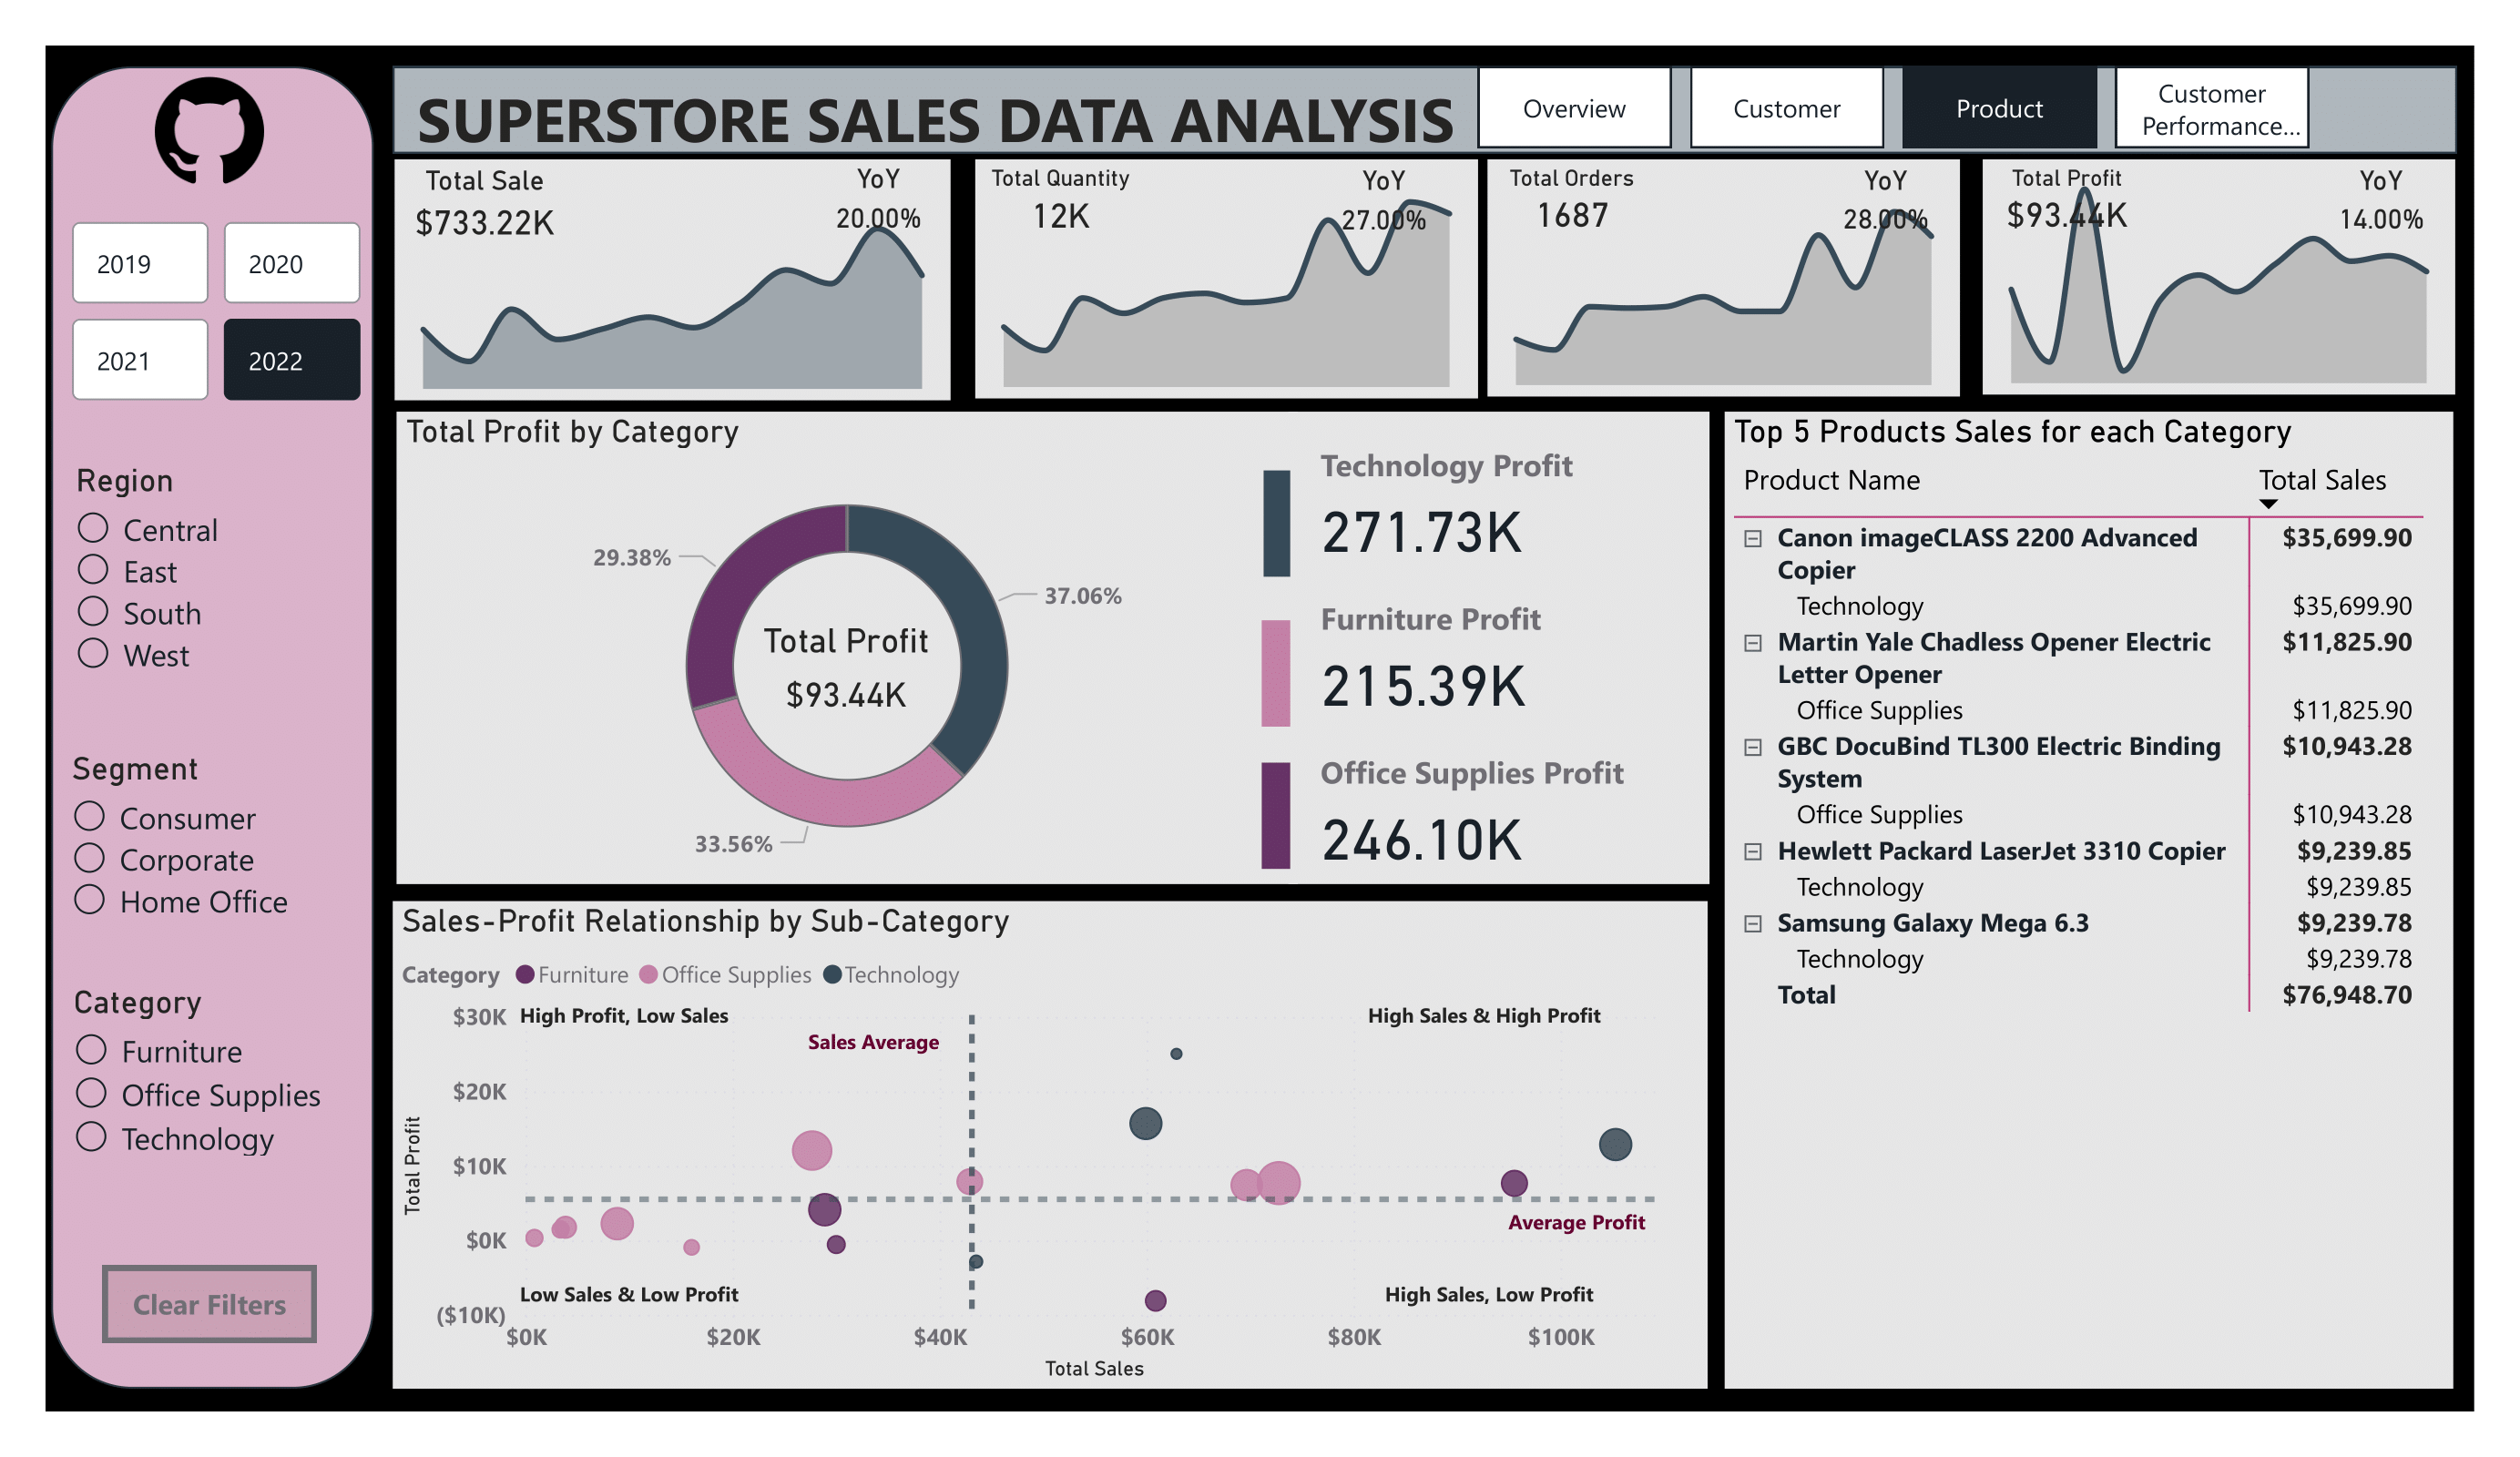 SUPERSTORE SALES DATA ANALYSIS
Overview
Customer
Product
Customer
Performance...
2019
2020
2021
2022
Region
Central
East
South
West
Segment
Consumer
Corporate
Home Office
Category
Furniture
Office Supplies
Technology
Clear Filters
Total Sale
$733.22K
YoY
20.00%
Total Quantity
12K
YoY
27.00%
Total Orders
1687
YoY
28.00%
Total Profit
$93.44K
YoY
14.00%
Total Profit by Category
29.38%
37.06%
33.56%
Total Profit
$93.44K
Technology Profit
271.73K
Furniture Profit
215.39K
Office Supplies Profit
246.10K
Sales-Profit Relationship by Sub-Category
Category Furniture Office Supplies Technology
High Profit, Low Sales
High Sales & High Profit
Sales Average
Average Profit
Low Sales & Low Profit
High Sales, Low Profit
Total Profit
$30K
$20K
$10K
$0K
($10K)
$0K $20K $40K $60K $80K $100K
Total Sales
Top 5 Products Sales for each Category
Product Name Total Sales
Canon imageCLASS 2200 Advanced $35,699.90
Copier
Technology $35,699.90
Martin Yale Chadless Opener Electric $11,825.90
Letter Opener
Office Supplies $11,825.90
GBC DocuBind TL300 Electric Binding $10,943.28
System
Office Supplies $10,943.28
Hewlett Packard LaserJet 3310 Copier $9,239.85
Technology $9,239.85
Samsung Galaxy Mega 6.3 $9,239.78
Technology $9,239.78
Total $76,948.70